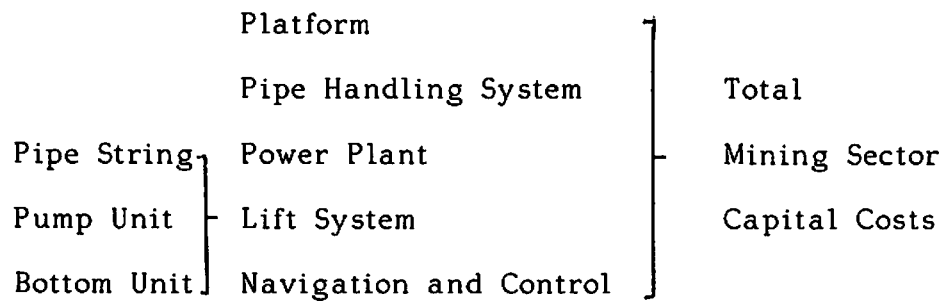 Platform
Pipe Handling System Total
Pipe String Power Plant Mining Sector
Pump Unit Lift System Capital Costs
Bottom Unit Navigation and Control